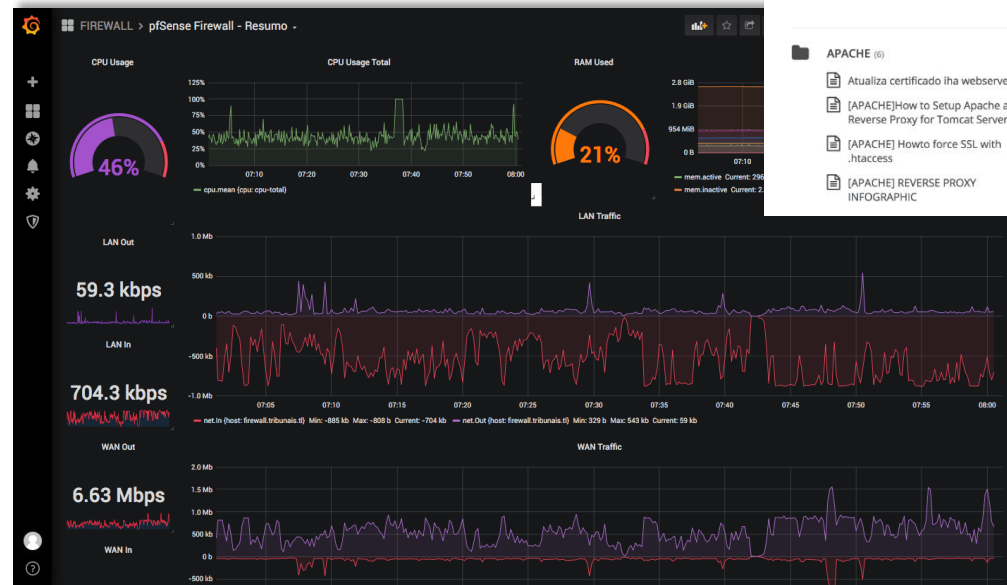 FIREWALL > pfSense Firewall - Resumo
CPU Usage
46%
CPU Usage Total
125%
100%
75%
50%
25%
0%
07:10
07:20
07:30
07:40
07:50
08:00
cpu.mean {cpu: cpu-total}
RAM Used
21%
2.8 GiB
1.9 GiB
954 MiB
0 B
07:10
mem.active Current: 296
mem.inactive Current: 2.
APACHE (6)
Atualiza certificado iha webserve
[APACHE]How to Setup Apache a
Reverse Proxy for Tomcat Server
[APACHE] Howto force SSL with
.htaccess
[APACHE] REVERSE PROXY
INFOGRAPHIC
LAN Out
59.3 kbps
LAN In
704.3 kbps
WAN Out
6.63 Mbps
WAN In
LAN Traffic
1.0 Mb
500 kb
0 b
-500 kb
-1.0 Mb
07:05
07:10
07:15
07:20
07:25
07:30
07:35
07:40
07:45
07:50
07:55
08:00
net.In {host: firewall.tribunais.tl} Min: -885 kb Max: -808 b Current: -704 kb net.Out {host: firewall.tribunais.tl} Min: 329 b Max: 543 kb Current: 59 kb
WAN Traffic
2.0 Mb
1.5 Mb
1.0 Mb
500 kb
0 b
-500 kb